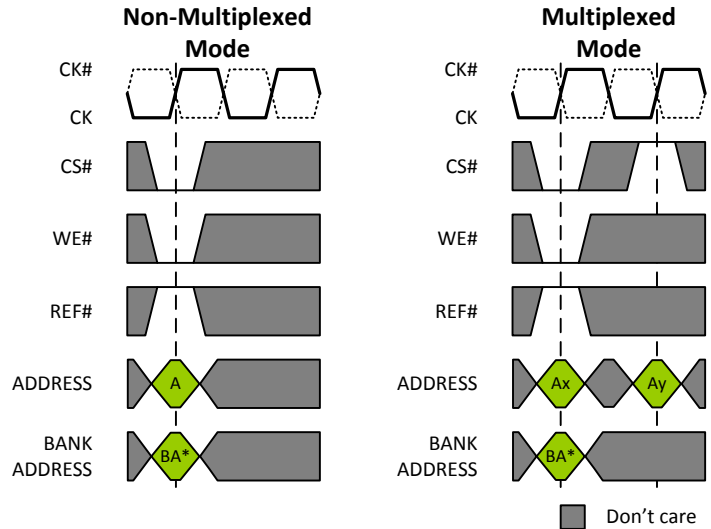 Non-Multiplexed
Mode
CK#
CK
CS#
WE#
REF#
ADDRESS
A
BANK
ADDRESS
BA*
Multiplexed
Mode
CK#
CK
CS#
WE#
REF#
ADDRESS
Ax
Ay
BANK
ADDRESS
BA*
Don't care